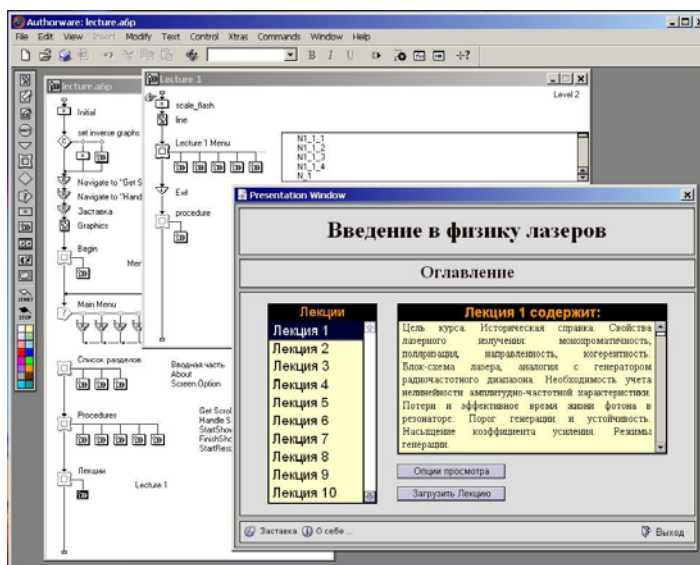 Authorware: lecture.a6p
File Edit View Insert Modify Text Control Xtras Commands Window Help
B I U
lecture.a6p
Initial
set inverse graphs
Navigate to "Get S
Navigate to "Hand
Заставка
Graphics
Begin
Mer
Main Menu
Список разделов
Вводная часть
About
Screen Option
Procedures
Get Scrol
Handle S
StartShov
FinishSho
StartResc
Лекции
Lecture 1
START
STOP
Lecture 1
Level 2
scale_flash
line
Lecture 1 Menu
N1_1_1
N1_1_2
N1_1_3
N1_1_4
N_1
Exit
procedure
Presentation Window
Введение в физику лазеров
Оглавление
Лекции
Лекция 1
Лекция 2
Лекция 3
Лекция 4
Лекция 5
Лекция 6
Лекция 7
Лекция 8
Лекция 9
Лекция 10
Лекция 1 содержит:
Цель курса. Историческая справка. Свойства
лазерного излучения: монохроматичность,
поляризация, направленность, когерентность.
Блок-схема лазера, аналогия с генератором
радиочастотного диапазона. Необходимость учета
нелинейности амплитудно-частотной характеристики.
Потери и эффективное время жизни фотона в
резонаторе. Порог генерации и устойчивость.
Насыщение коэффициента усиления. Режимы
генерации.
Опции просмотра
Загрузить Лекцию
Заставка О себе ...
Выход